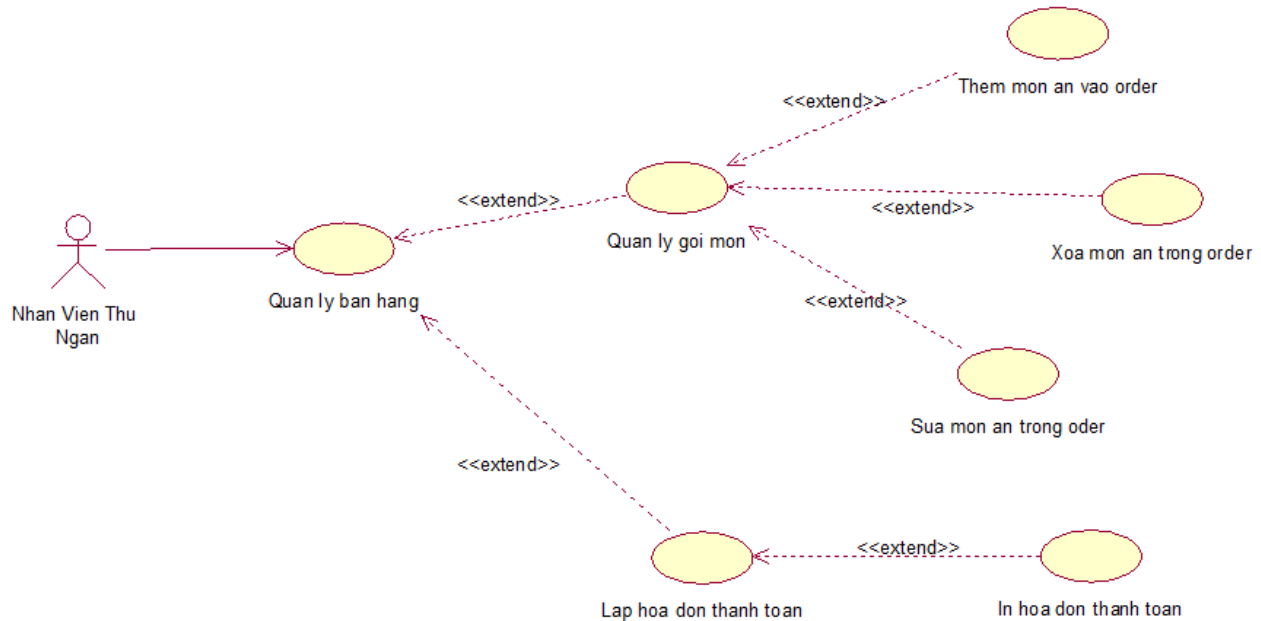 Them mon an vao order
<<extend>>
<<extend>>
<<extend>>
Quan ly goi mon
Xoa mon an trong order
Quan ly ban hang
<<extend>>
Nhan Vien Thu
Ngan
Sua mon an trong oder
<<extend>>
<<extend>>
Lap hoa don thanh toan
In hoa don thanh toan